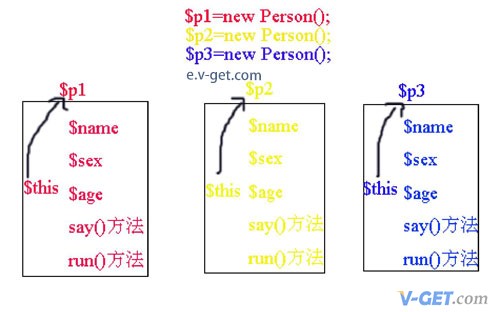 $p1=new Person();
$p2=new Person();
$p3=new Person();
e.v-get.com
$p1
$name
$sex
$this
$age
say()方法
run()方法
$p2
$name
$sex
$this
$age
say()方法
run()方法
$p3
$name
$sex
$this
$age
say()方法
run()方法
V-GET.com